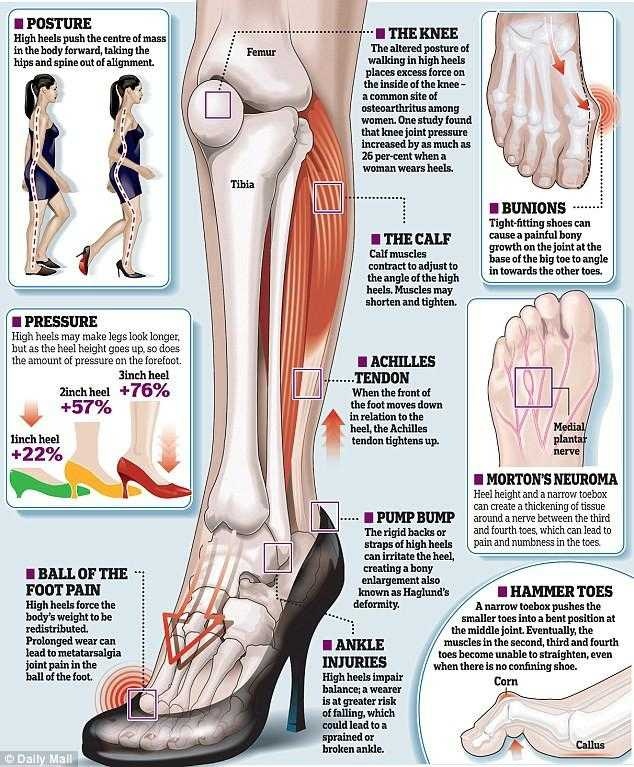 POSTURE
High heels push the centre of mass
in the body forward, taking the
hips and spine out of alignment.
Femur
Tibia
THE KNEE
The altered posture of
walking in high heels
places excess force on
the inside of the knee –
a common site of
osteoarthritus among
women. One study found
that knee joint pressure
increased by as much as
26 per-cent when a
woman wears heels.
BUNIONS
Tight-fitting shoes can
cause a painful bony
growth on the joint at the
base of the big toe to angle
in towards the other toes.
THE CALF
Calf muscles
contract to adjust to
the angle of the high
heels. Muscles may
shorten and tighten.
PRESSURE
High heels may make legs look longer,
but as the heel height goes up, so does
the amount of pressure on the forefoot.
3inch heel
+76%
2inch heel
+57%
1inch heel
+22%
ACHILLES
TENDON
When the front of
the foot moves down
in relation to the
heel, the Achilles
tendon tightens up.
Medial
plantar
nerve
MORTON'S NEUROMA
Heel height and a narrow toebox
can create a thickening of tissue
around a nerve between the third
and fourth toes, which can lead to
pain and numbness in the toes.
PUMP BUMP
The rigid backs or
straps of high heels
can irritate the heel,
creating a bony
enlargement also
known as Haglund's
deformity.
BALL OF THE
FOOT PAIN
High heels force the
body's weight to be
redistributed.
Prolonged wear can
lead to metatarsalgia
joint pain in the
ball of the foot.
ANKLE
INJURIES
High heels impair
balance; a wearer
is at greater risk
of falling, which
could lead to a
sprained or
broken ankle.
HAMMER TOES
A narrow toebox pushes the
smaller toes into a bent position at
the middle joint. Eventually, the
muscles in the second, third and fourth
toes become unable to straighten, even
when there is no confining shoe.
Corn
Callus
© Daily Mail